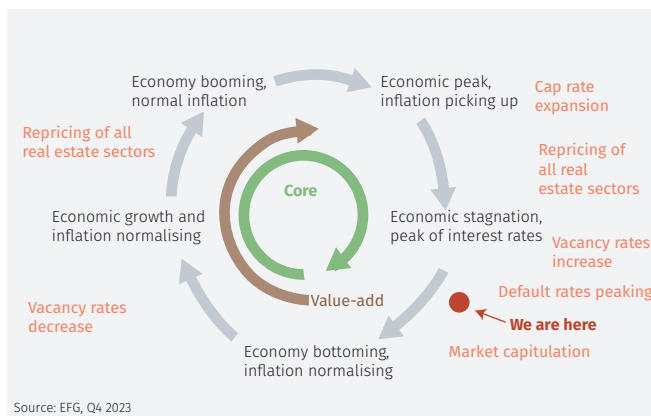 Economy booming,
normal inflation
Economic peak,
inflation picking up
Cap rate
expansion
Repricing of all
real estate sectors
Repricing of
all real
estate sectors
Core
Economic growth and
inflation normalising
Economic stagnation,
peak of interest rates
Vacancy rates
increase
Default rates peaking
Value-add
Vacancy rates
decrease
We are here
Economy bottoming,
inflation normalising
Market capitulation
Source: EFG, Q4 2023